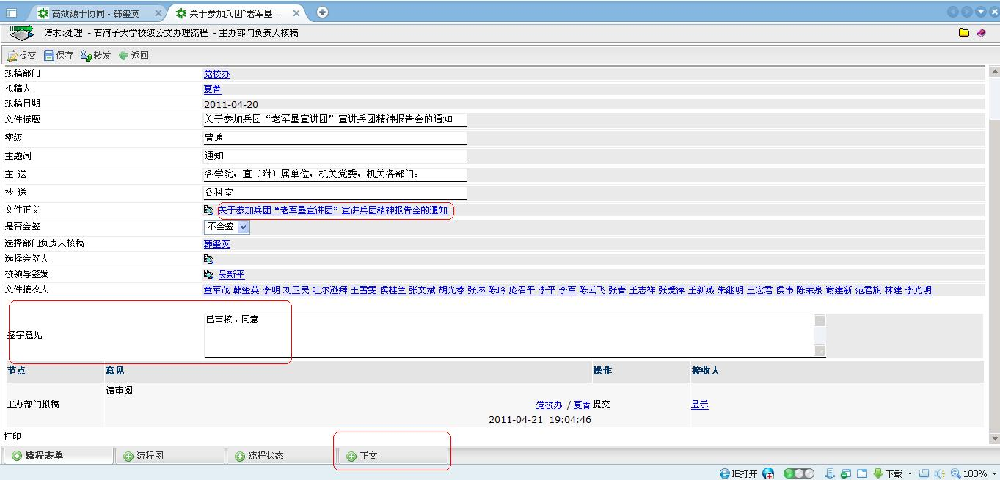 高效源于协同 - 韩玺英
关于参加兵团“老军垦...
请求:处理 - 石河子大学校级公文办理流程 - 主办部门负责人核稿
提交 保存 转发 返回
拟稿部门 党校办
拟稿人 夏菁
拟稿日期 2011-04-20
文件标题 关于参加兵团“老军垦宣讲团”宣讲兵团精神报告会的通知
密级 普通
主题词 通知
主 送 各学院，直（附）属单位，机关党委，机关各部门：
抄 送 各科室
文件正文 关于参加兵团“老军垦宣讲团”宣讲兵团精神报告会的通知
是否会签 不会签
选择部门负责人核稿 韩玺英
选择会签人
校领导签发 吴新平
文件接收人 董军茂 韩玺英 李明 刘卫民 吐尔逊拜 王雪雯 侯桂兰 张文斌 胡光蓉 张琳 陈玲 庞召平 李平 李军 陈云飞 张杳 王志祥 张爱萍 王新燕 朱继明 王宏君 侯伟 陈荣泉 谢建新 范君旗 林建 李光明
签字意见 已审核，同意
节点 意见 操作 接收人
请审阅
主办部门拟稿 党校办 / 夏菁 提交 显示
2011-04-21 19:04:46
打印
流程表单 流程图 流程状态 正文
IE打开 下载 100%